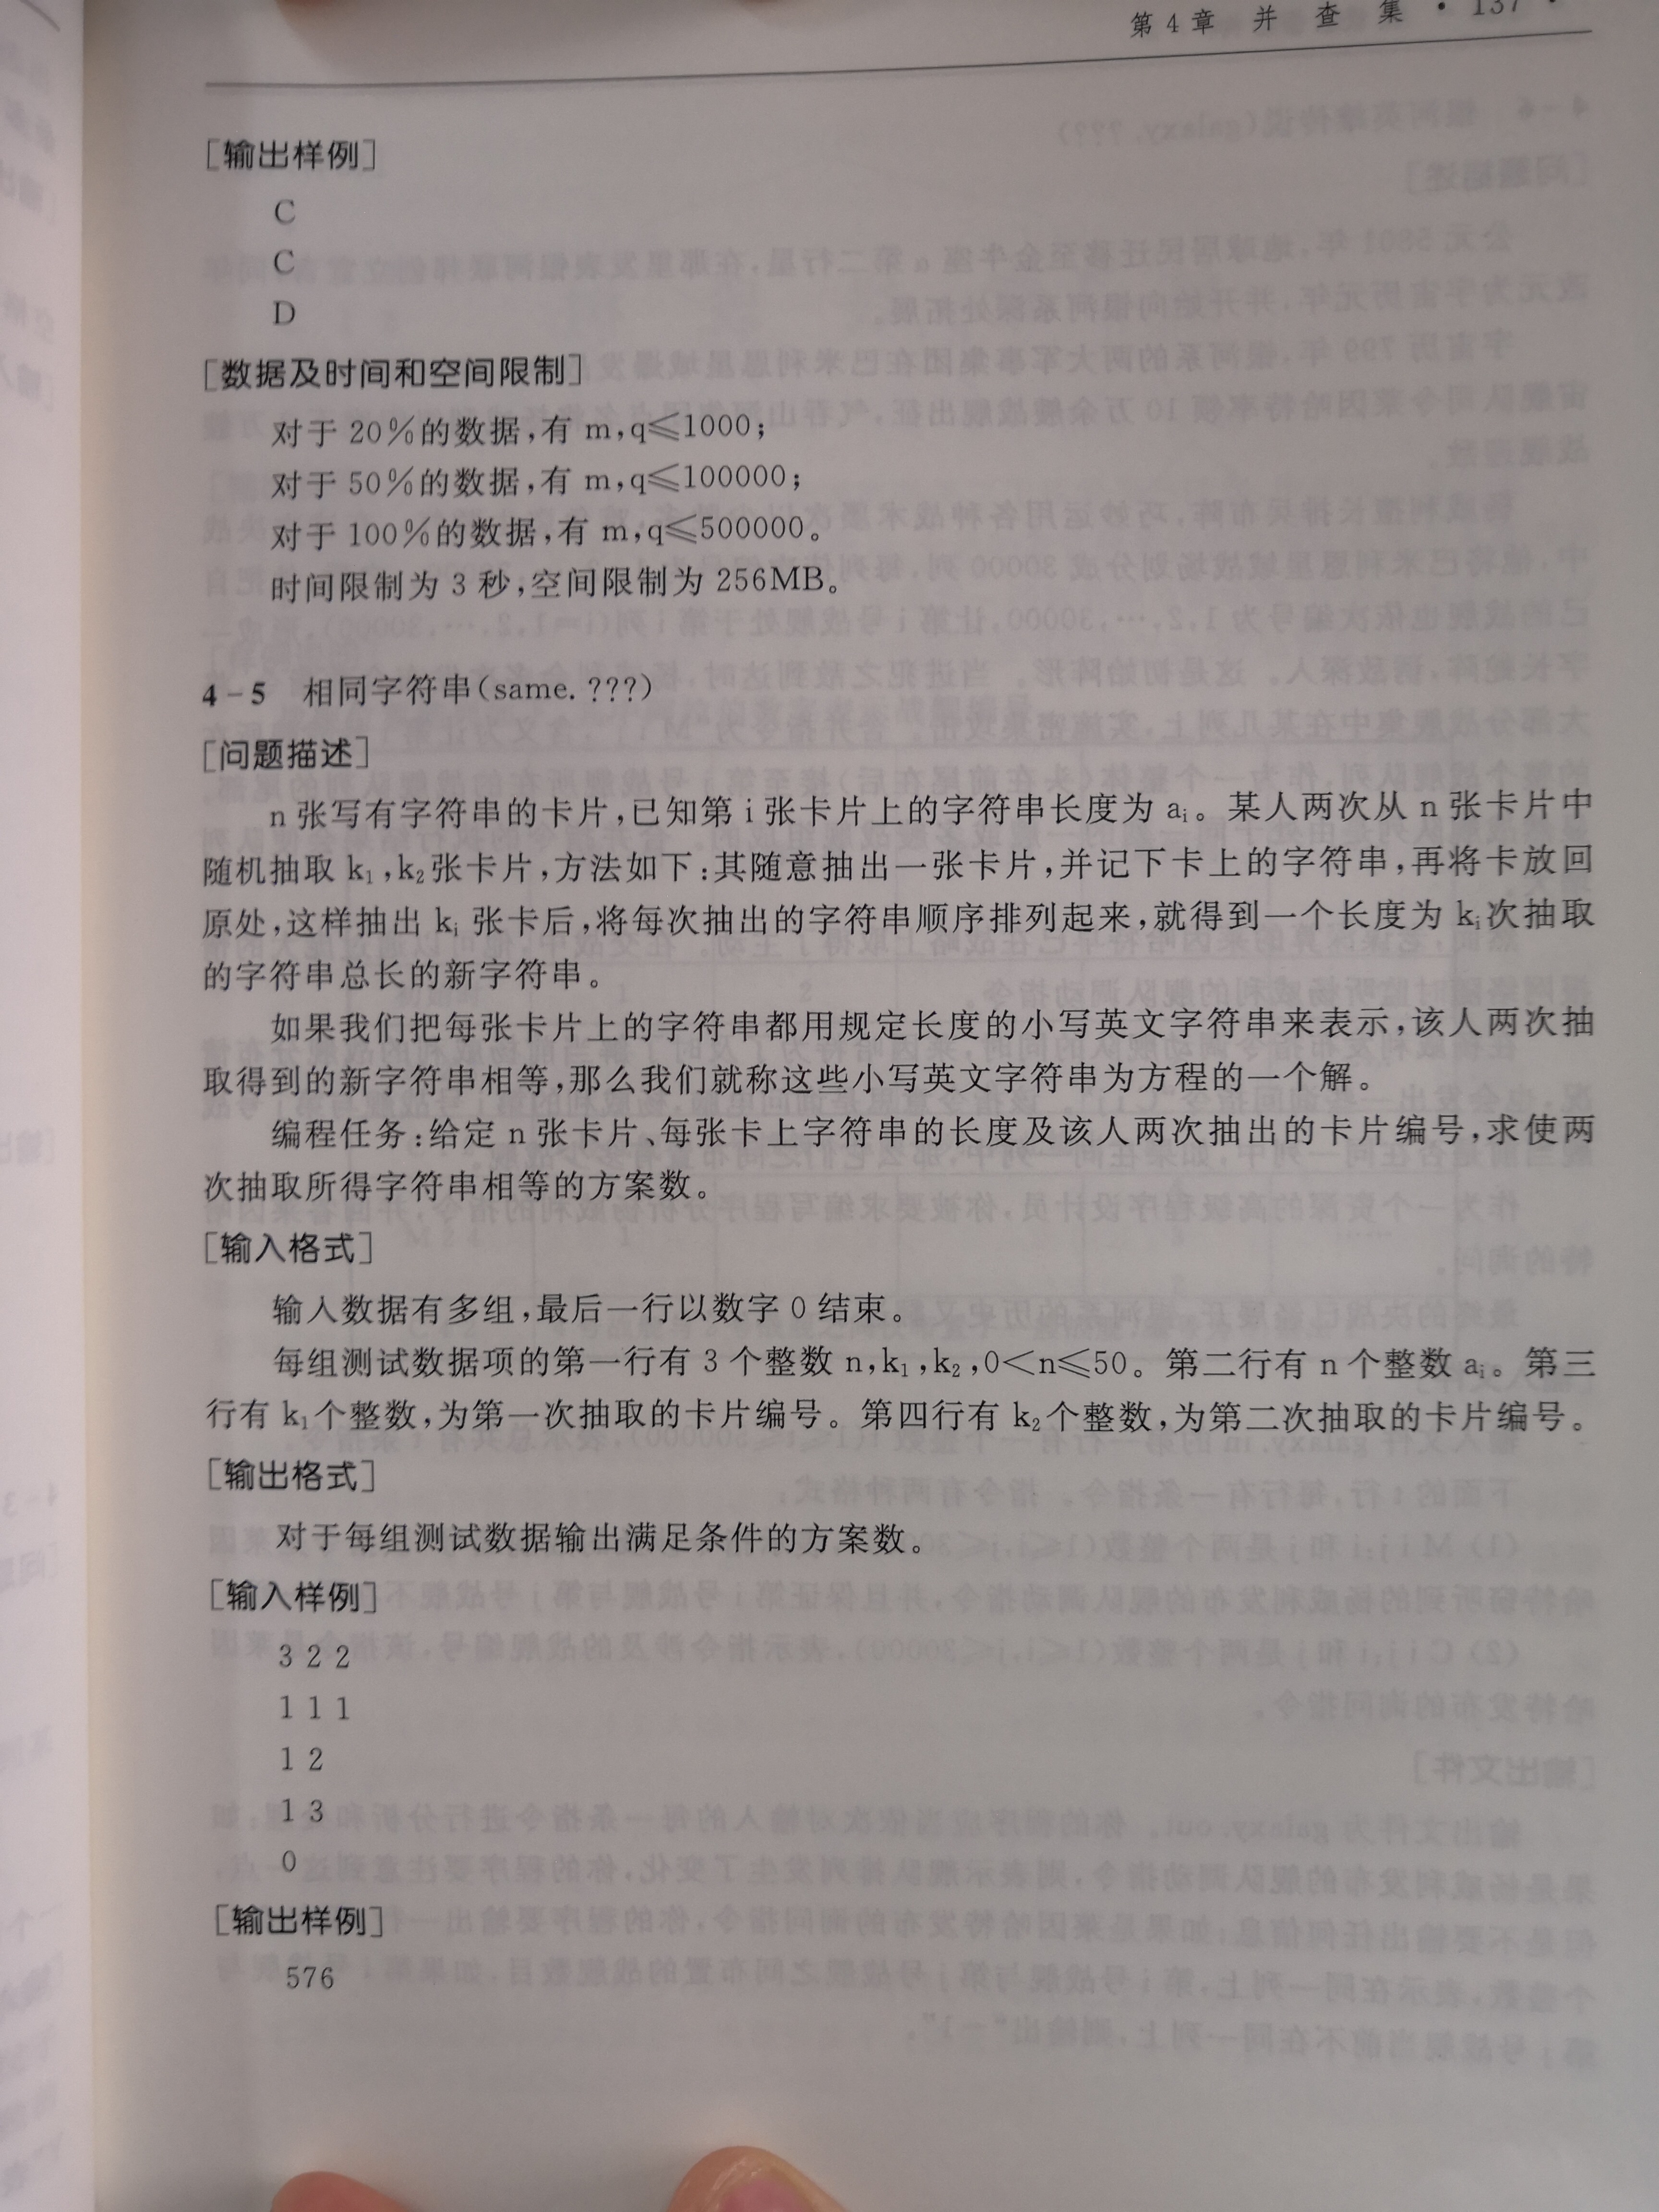 第4章 并 查 集 · 137 ·
[输出样例]
C
C
D
[数据及时间和空间限制]
对于 20%的数据,有 m,q≤1000;
对于 50%的数据,有 m,q≤100000;
对于 100%的数据,有 m,q≤500000。
时间限制为 3 秒,空间限制为 256MB。
4-5 相同字符串(same.???)
[问题描述]
n 张写有字符串的卡片,已知第 i 张卡片上的字符串长度为 aᵢ。某人两次从 n 张卡片中
随机抽取 k₁,k₂张卡片,方法如下:其随意抽出一张卡片,并记下卡上的字符串,再将卡放回
原处,这样抽出 kᵢ 张卡后,将每次抽出的字符串顺序排列起来,就得到一个长度为 kᵢ次抽取
的字符串总长的新字符串。
如果我们把每张卡片上的字符串都用规定长度的小写英文字符串来表示,该人两次抽
取得到的新字符串相等,那么我们就称这些小写英文字符串为方程的一个解。
编程任务:给定 n 张卡片、每张卡上字符串的长度及该人两次抽出的卡片编号,求使两
次抽取所得字符串相等的方案数。
[输入格式]
输入数据有多组,最后一行以数字 0 结束。
每组测试数据项的第一行有 3 个整数 n,k₁,k₂,0<n≤50。第二行有 n 个整数 aᵢ。第三
行有 k₁个整数,为第一次抽取的卡片编号。第四行有 k₂个整数,为第二次抽取的卡片编号。
[输出格式]
对于每组测试数据输出满足条件的方案数。
[输入样例]
3 2 2
1 1 1
1 2
1 3
0
[输出样例]
576